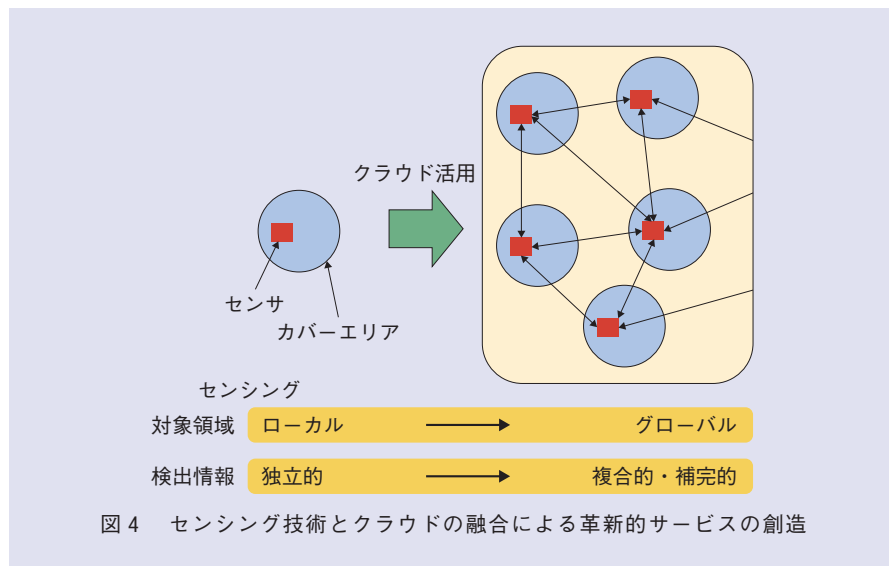 クラウド活用
センサ
カバーエリア
センシング
対象領域 ローカル グローバル
検出情報 独立的 複合的・補完的
図4 センシング技術とクラウドの融合による革新的サービスの創造